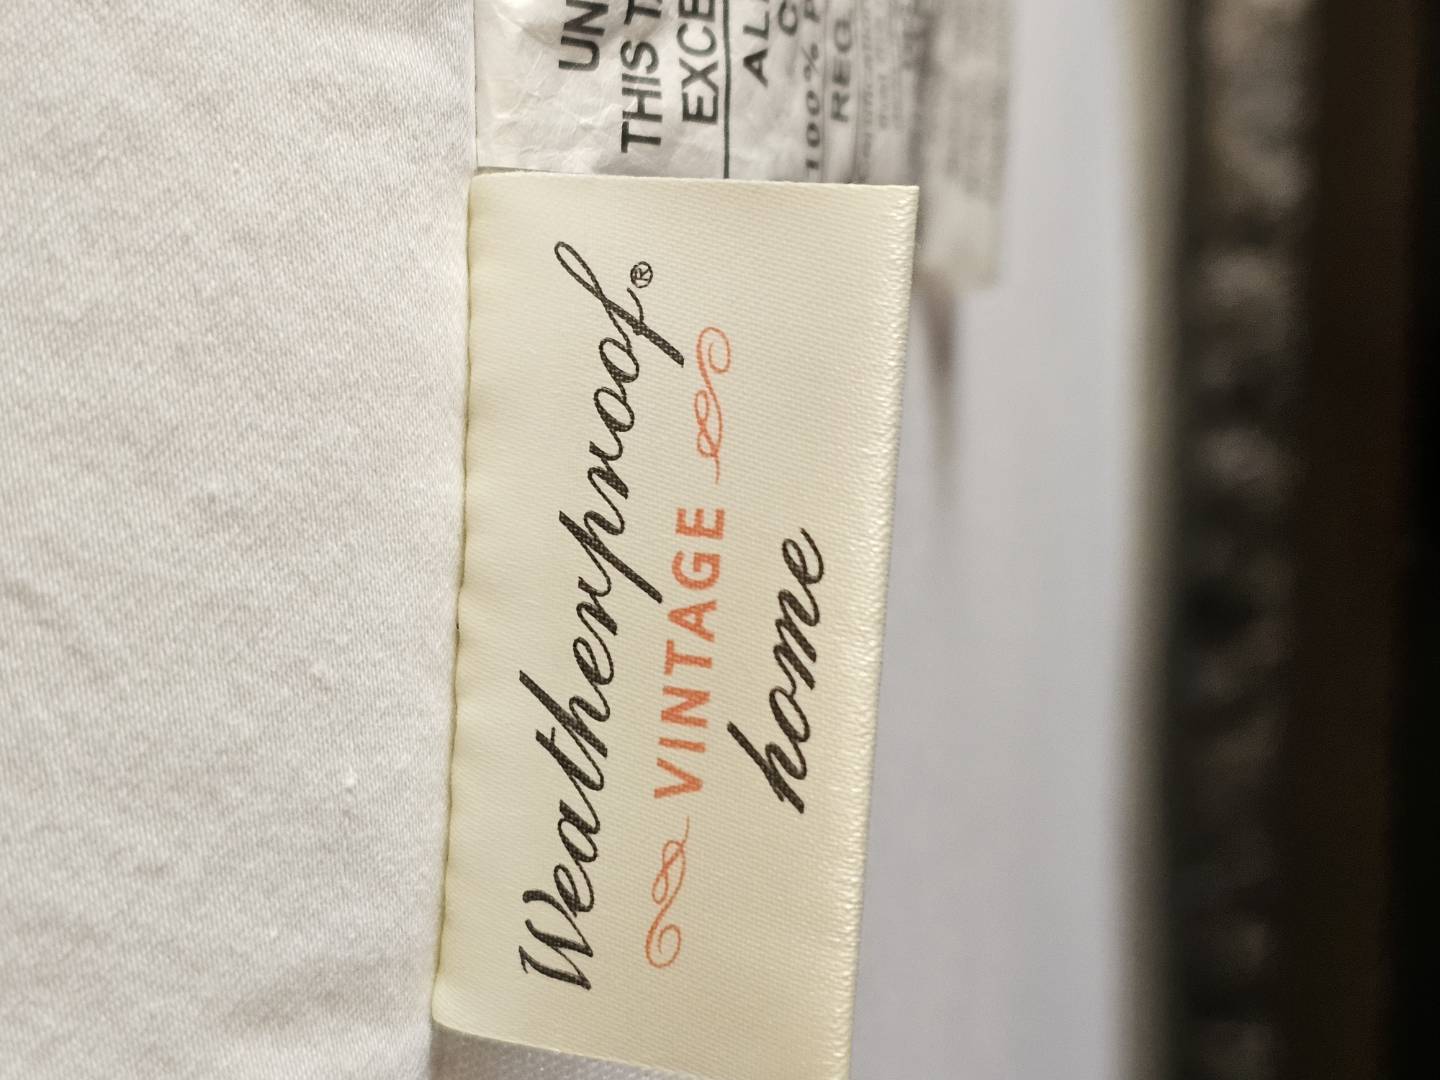 Weatherproof®
VINTAGE
home
UN
THIS T
EXCE
AL
100% P
REG